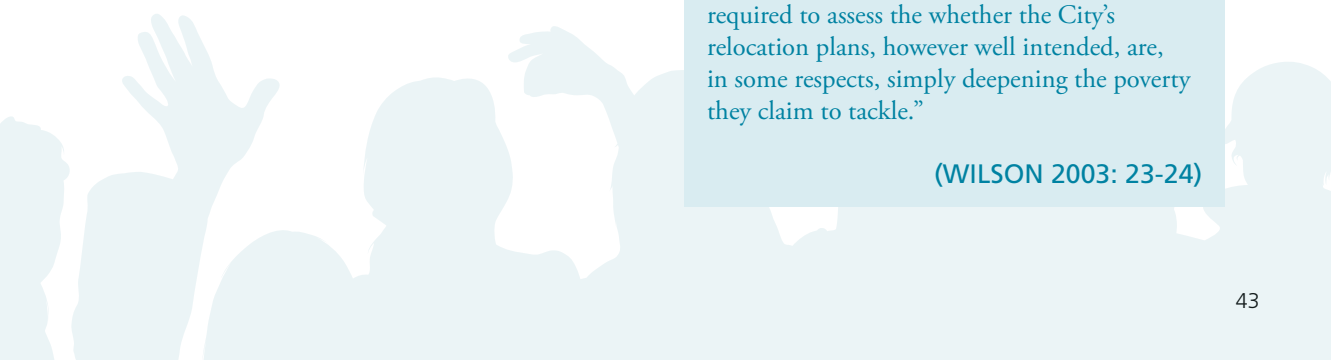 required to assess the whether the City’s
relocation plans, however well intended, are,
in some respects, simply deepening the poverty
they claim to tackle.”
(WILSON 2003: 23-24)
43